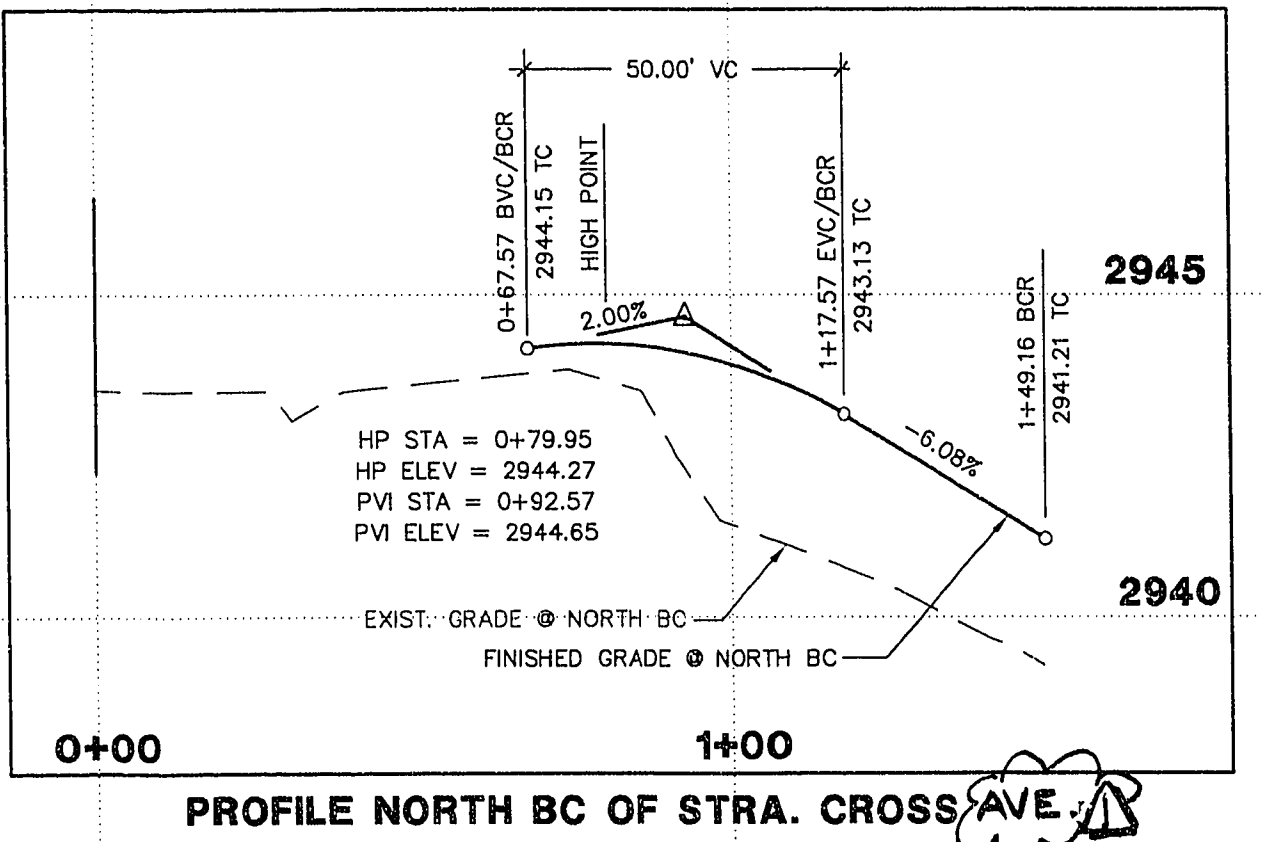 50.00' VC
0+67.57 BVC/BCR
2944.15 TC
HIGH POINT
1+17.57 EVC/BCR
2943.13 TC
1+49.16 BCR
2941.21 TC
2945
2.00%
-6.08%
HP STA = 0+79.95
HP ELEV = 2944.27
PVI STA = 0+92.57
PVI ELEV = 2944.65
2940
EXIST. GRADE @ NORTH BC
FINISHED GRADE @ NORTH BC
0+00
1+00
PROFILE NORTH BC OF STRA. CROSS AVE.
1